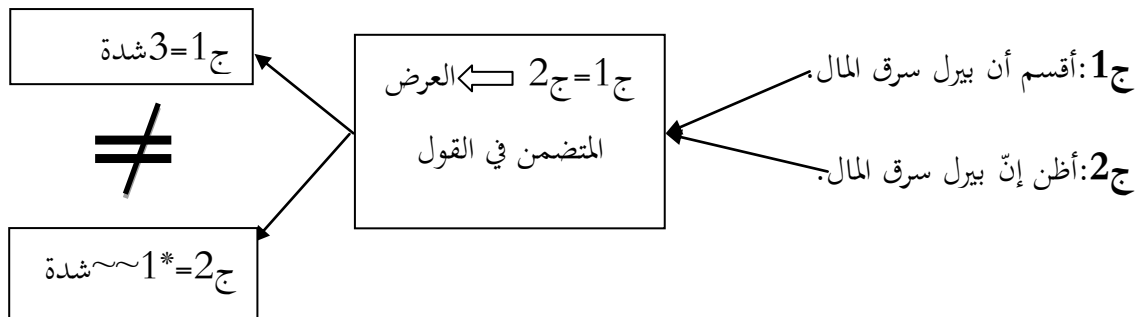 ج1:أقسم أن بيرل سرق المال.
ج2:أظن إنّ بيرل سرق المال.
ج1=ج2 ⇐العرض
المتضمن في القول
ج1=3شدة
≠
ج2=*1~~شدة